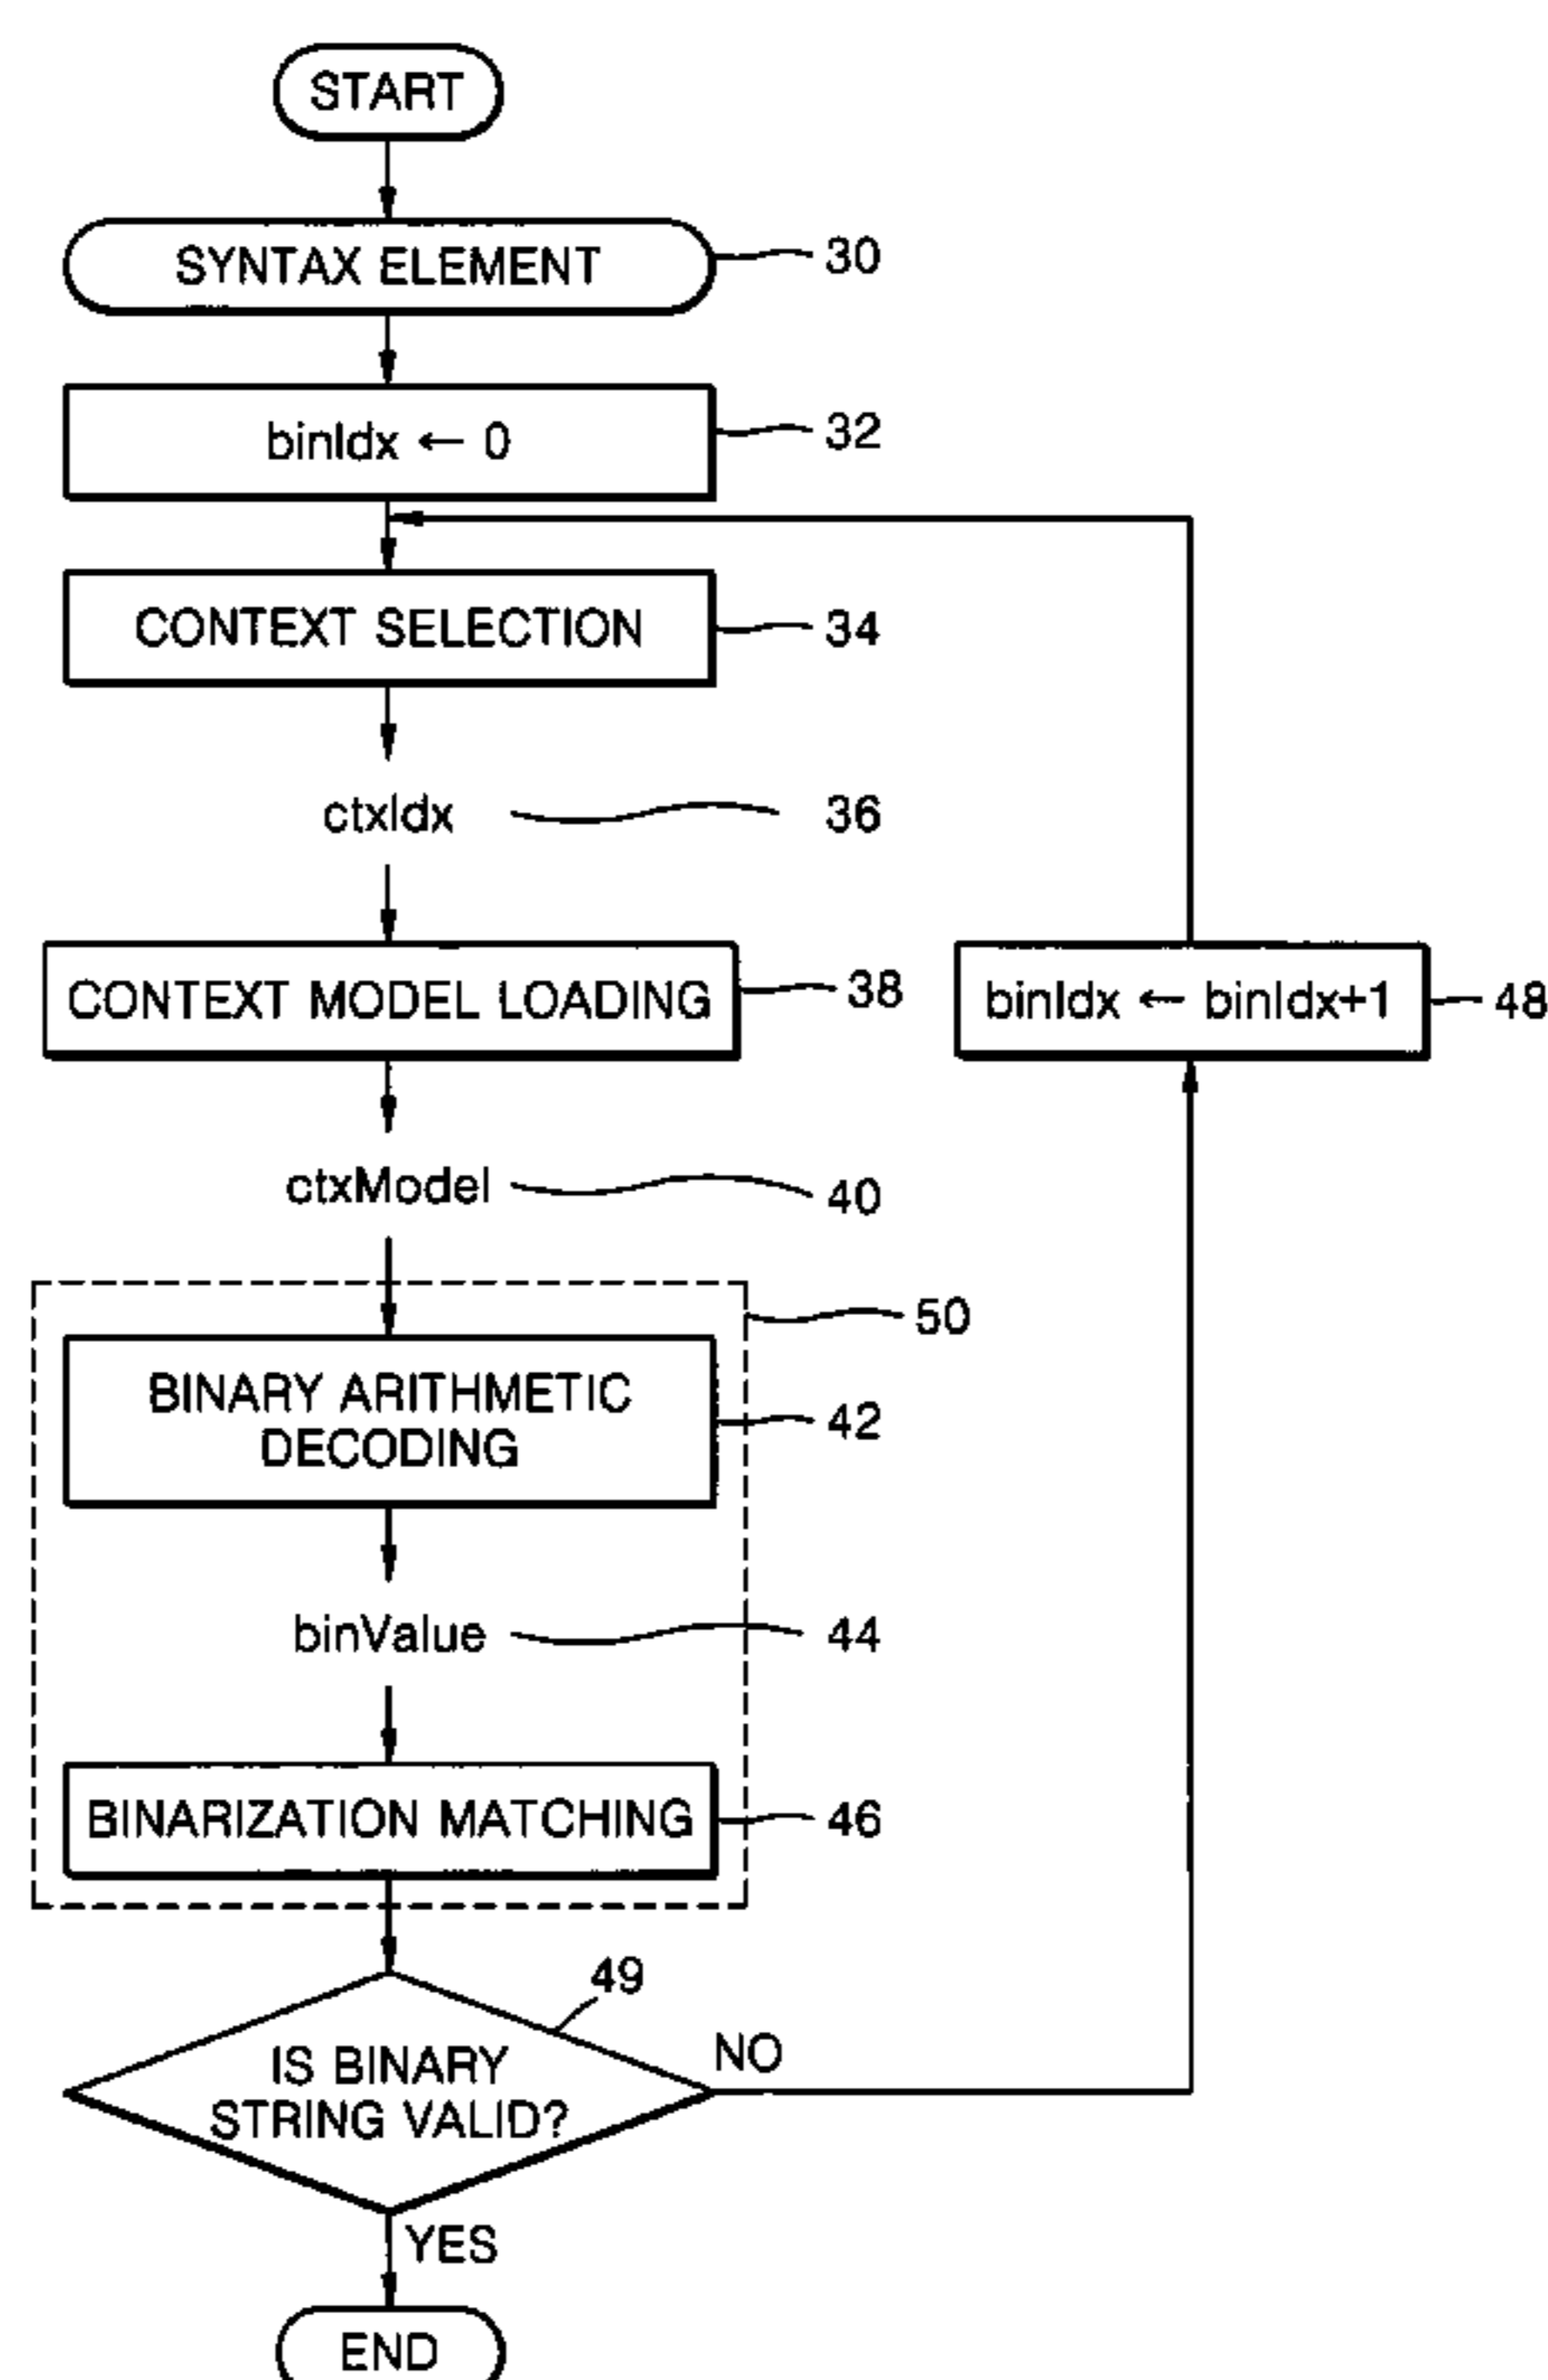 START
SYNTAX ELEMENT
30
binIdx ← 0
32
CONTEXT SELECTION
34
ctxIdx
36
CONTEXT MODEL LOADING
38
binIdx ← binIdx+1
48
ctxModel
40
50
BINARY ARITHMETIC
DECODING
42
binValue
44
BINARIZATION MATCHING
46
49
IS BINARY
STRING VALID?
NO
YES
END